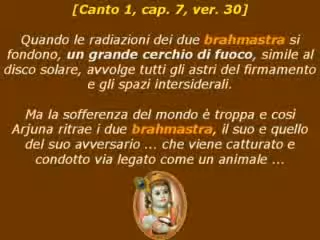 [Canto 1, cap. 7, ver. 30]
Quando le radiazioni dei due brahmastra si
fondono, un grande cerchio di fuoco, simile al
disco solare, avvolge tutti gli astri del firmamento
e gli spazi intersiderali.
Ma la sofferenza del mondo è troppa e così
Arjuna ritrae i due brahmastra, il suo e quello
del suo avversario ... che viene catturato e
condotto via legato come un animale ...